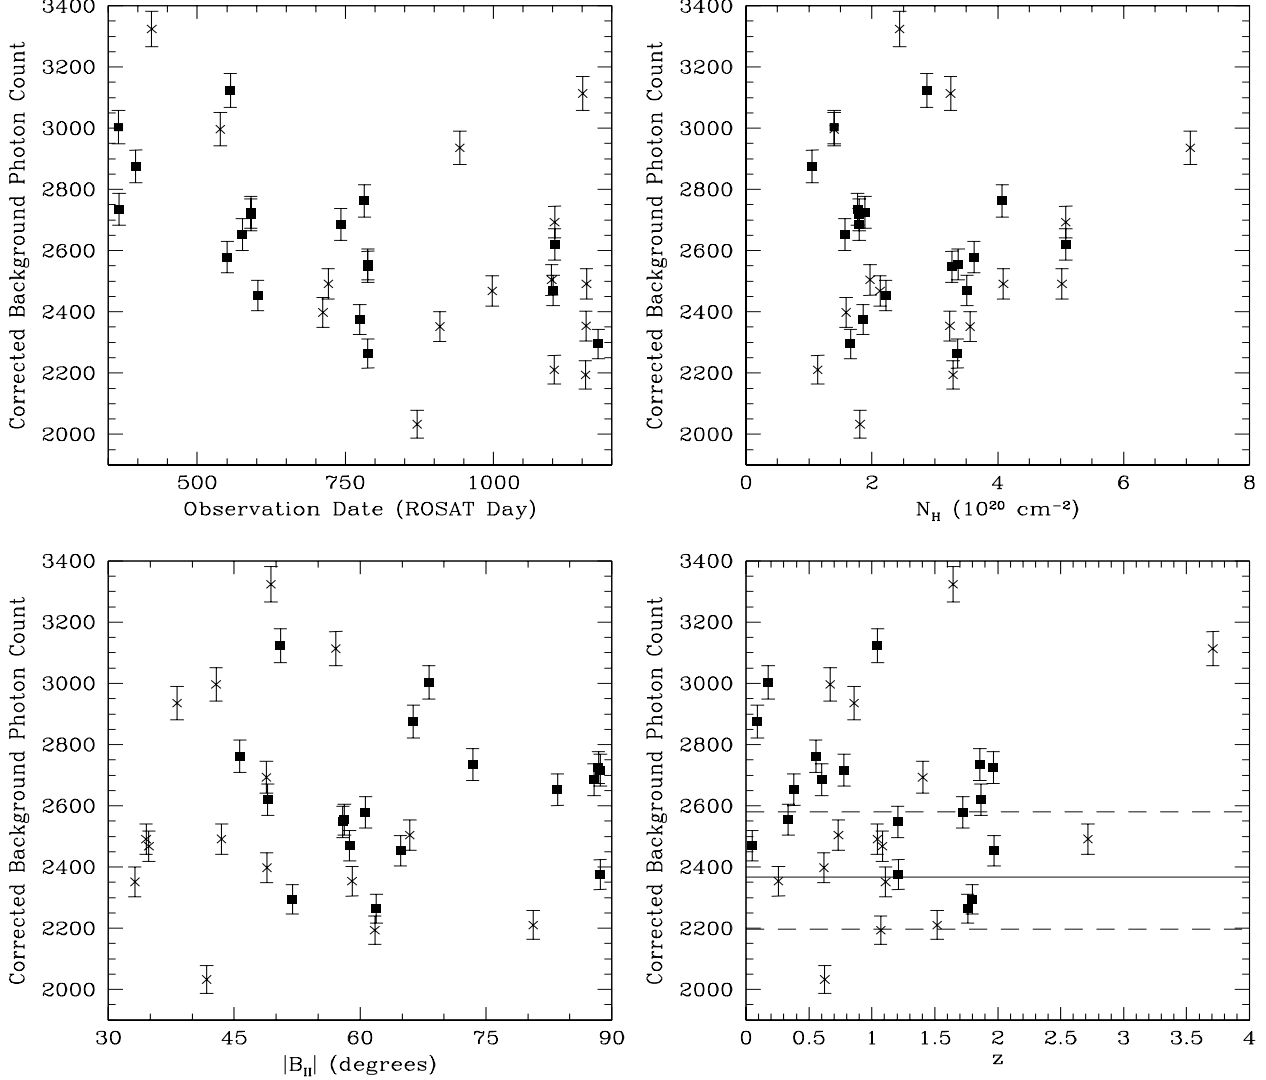 3400
3200
3000
2800
2600
2400
2200
2000
Corrected Background Photon Count
500 750 1000
Observation Date (ROSAT Day)
3400
3200
3000
2800
2600
2400
2200
2000
Corrected Background Photon Count
0 2 4 6 8
N_H (10²⁰ cm⁻²)
3400
3200
3000
2800
2600
2400
2200
2000
Corrected Background Photon Count
30 45 60 75 90
|B_II| (degrees)
3400
3200
3000
2800
2600
2400
2200
2000
Corrected Background Photon Count
0 0.5 1 1.5 2 2.5 3 3.5 4
z